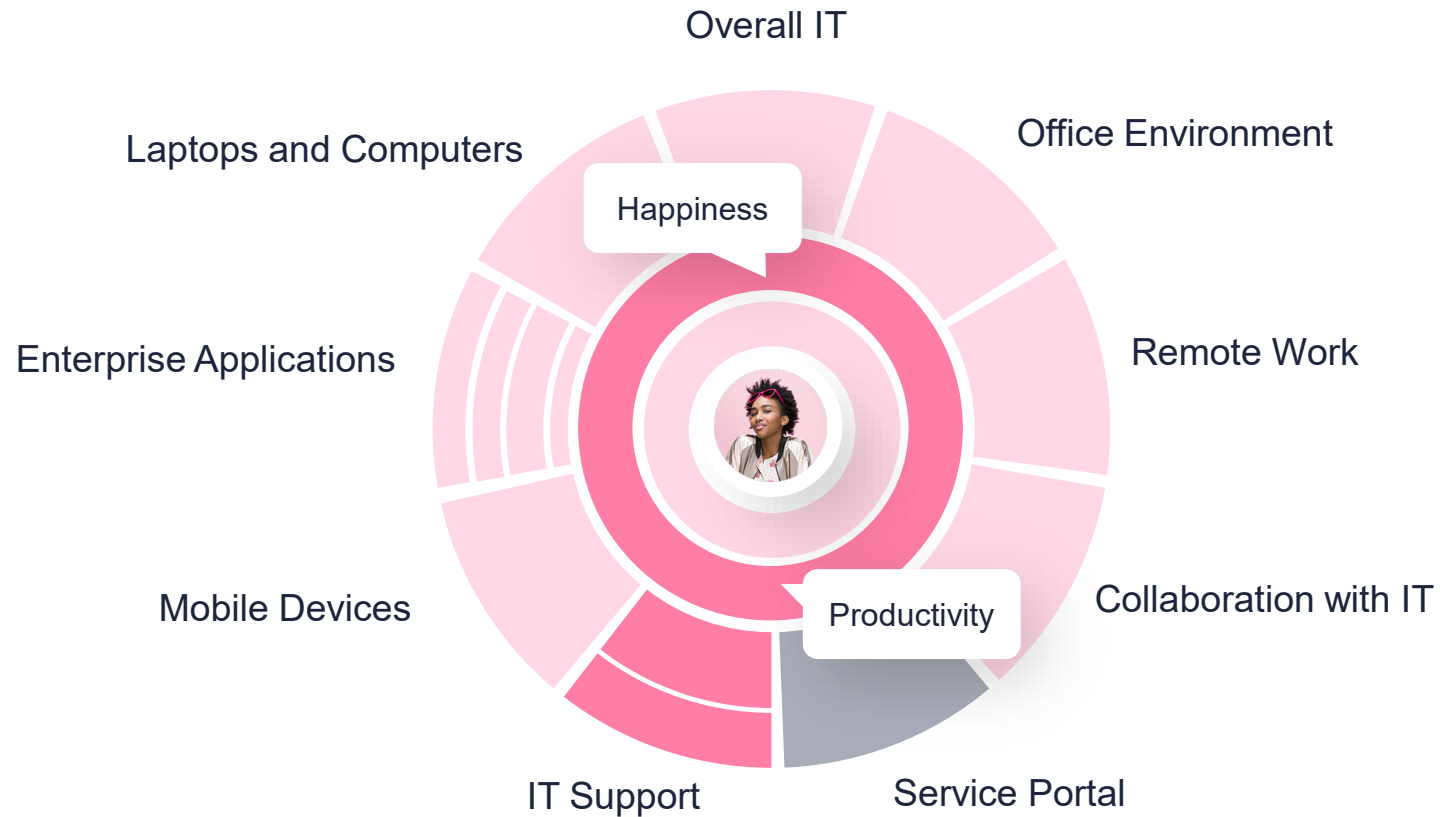 Overall IT
Office Environment
Laptops and Computers
Happiness
Remote Work
Enterprise Applications
Collaboration with IT
Mobile Devices
Productivity
Service Portal
IT Support